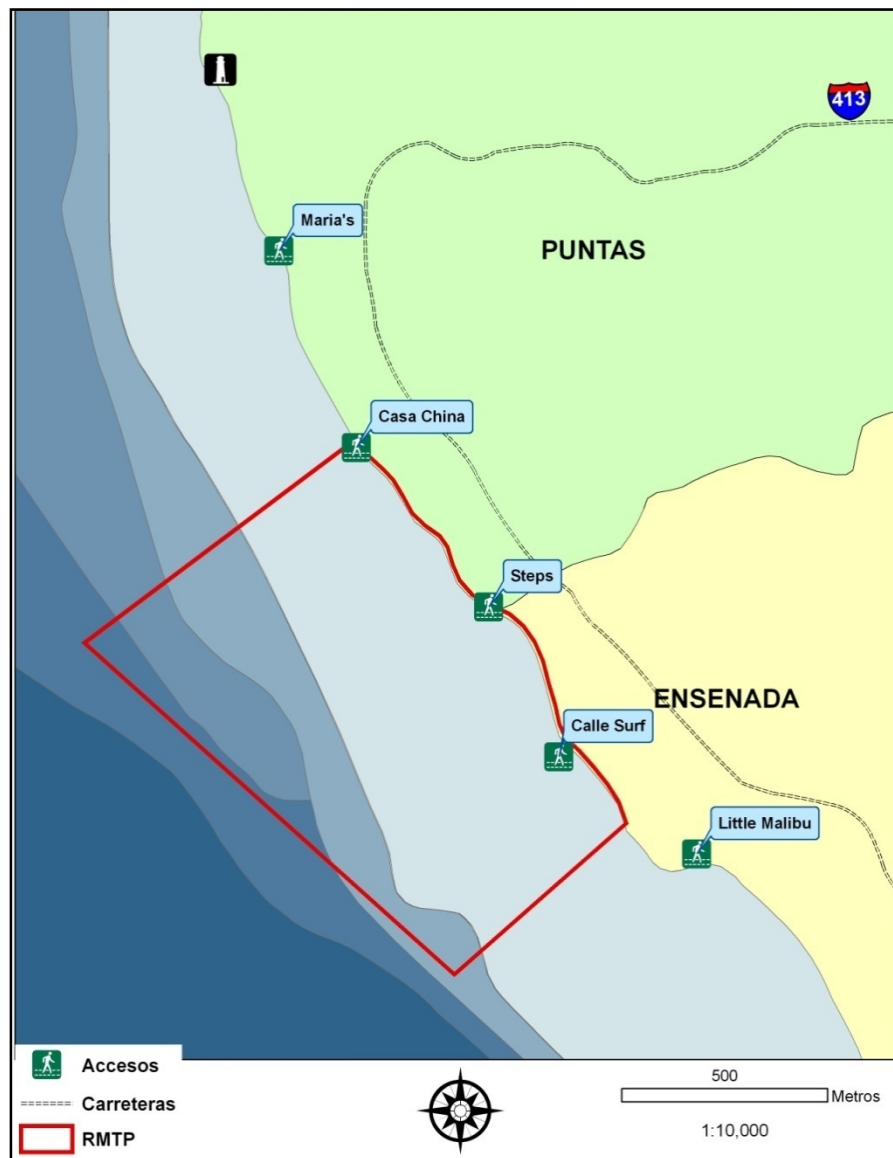 413
Maria's
PUNTAS
Casa China
Steps
ENSENADA
Calle Surf
Little Malibu
Accesos
Carreteras
RMTP
500
Metros
1:10,000